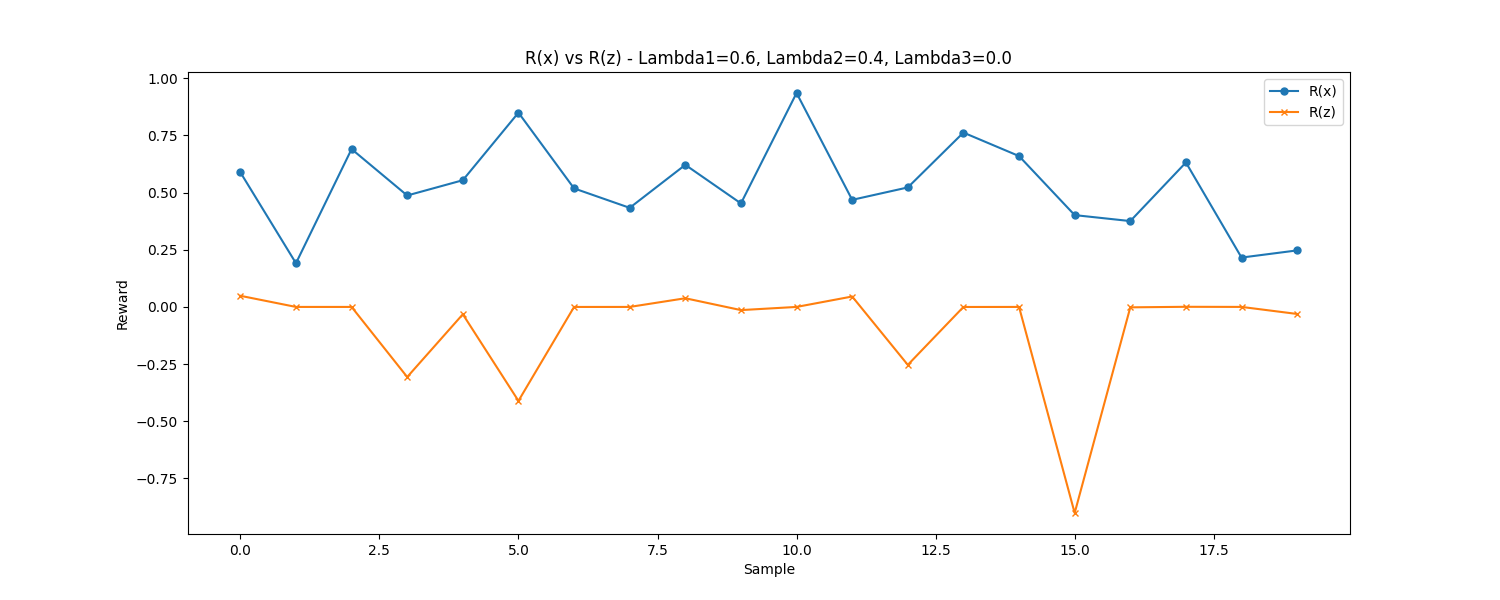 R(x) vs R(z) - Lambda1=0.6, Lambda2=0.4, Lambda3=0.0
R(x)
R(z)
1.00
0.75
0.50
0.25
0.00
−0.25
−0.50
−0.75
Reward
0.0 2.5 5.0 7.5 10.0 12.5 15.0 17.5
Sample